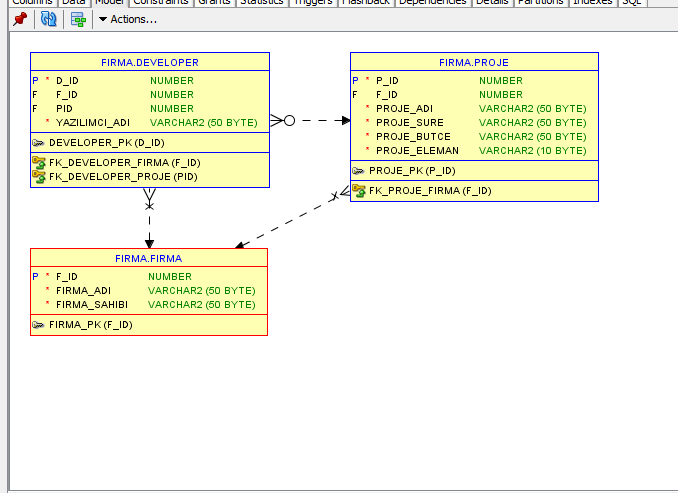 Columns Data Model Constraints Grants Statistics Triggers Flashback Dependencies Details Partitions Indexes SQL
Actions...
FIRMA.DEVELOPER
P * D_ID NUMBER
F F_ID NUMBER
F PID NUMBER
* YAZILIMCI_ADI VARCHAR2 (50 BYTE)
DEVELOPER_PK (D_ID)
FK_DEVELOPER_FIRMA (F_ID)
FK_DEVELOPER_PROJE (PID)
FIRMA.PROJE
P * P_ID NUMBER
F F_ID NUMBER
* PROJE_ADI VARCHAR2 (50 BYTE)
* PROJE_SURE VARCHAR2 (50 BYTE)
* PROJE_BUTCE VARCHAR2 (50 BYTE)
* PROJE_ELEMAN VARCHAR2 (10 BYTE)
PROJE_PK (P_ID)
FK_PROJE_FIRMA (F_ID)
FIRMA.FIRMA
P * F_ID NUMBER
* FIRMA_ADI VARCHAR2 (50 BYTE)
* FIRMA_SAHIBI VARCHAR2 (50 BYTE)
FIRMA_PK (F_ID)